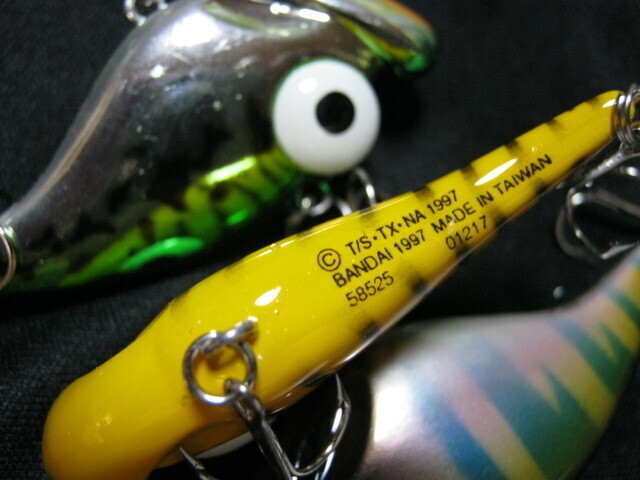 © T/S・TX・NA 1997
BANDAI 1997 MADE IN TAIWAN
58525 01217